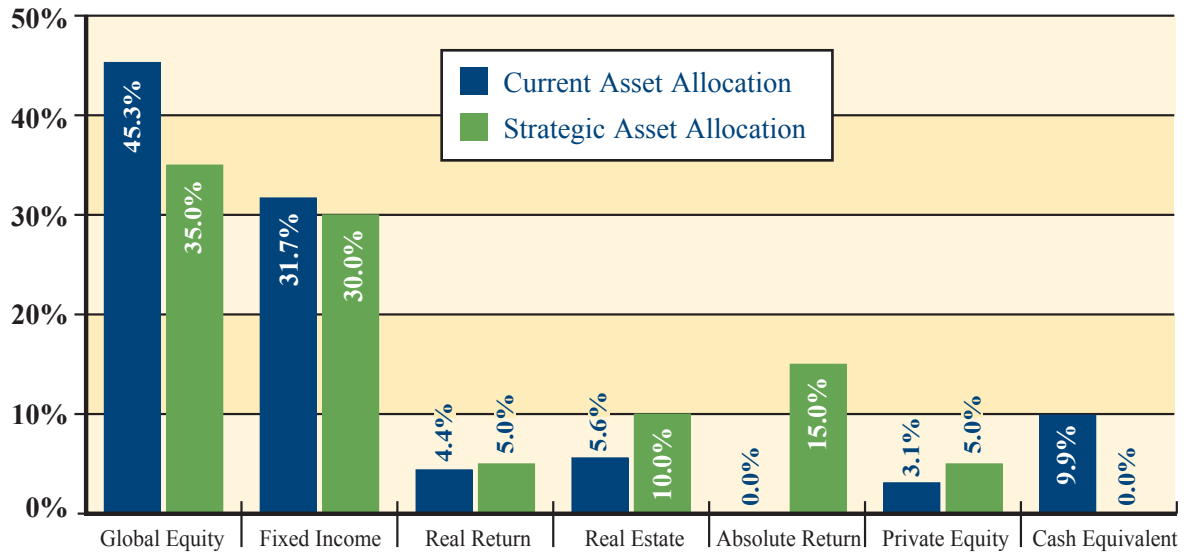 50%
40%
30%
20%
10%
0%
Current Asset Allocation
Strategic Asset Allocation
45.3%
35.0%
31.7%
30.0%
4.4%
5.0%
5.6%
10.0%
0.0%
15.0%
3.1%
5.0%
9.9%
0.0%
Global Equity
Fixed Income
Real Return
Real Estate
Absolute Return
Private Equity
Cash Equivalent